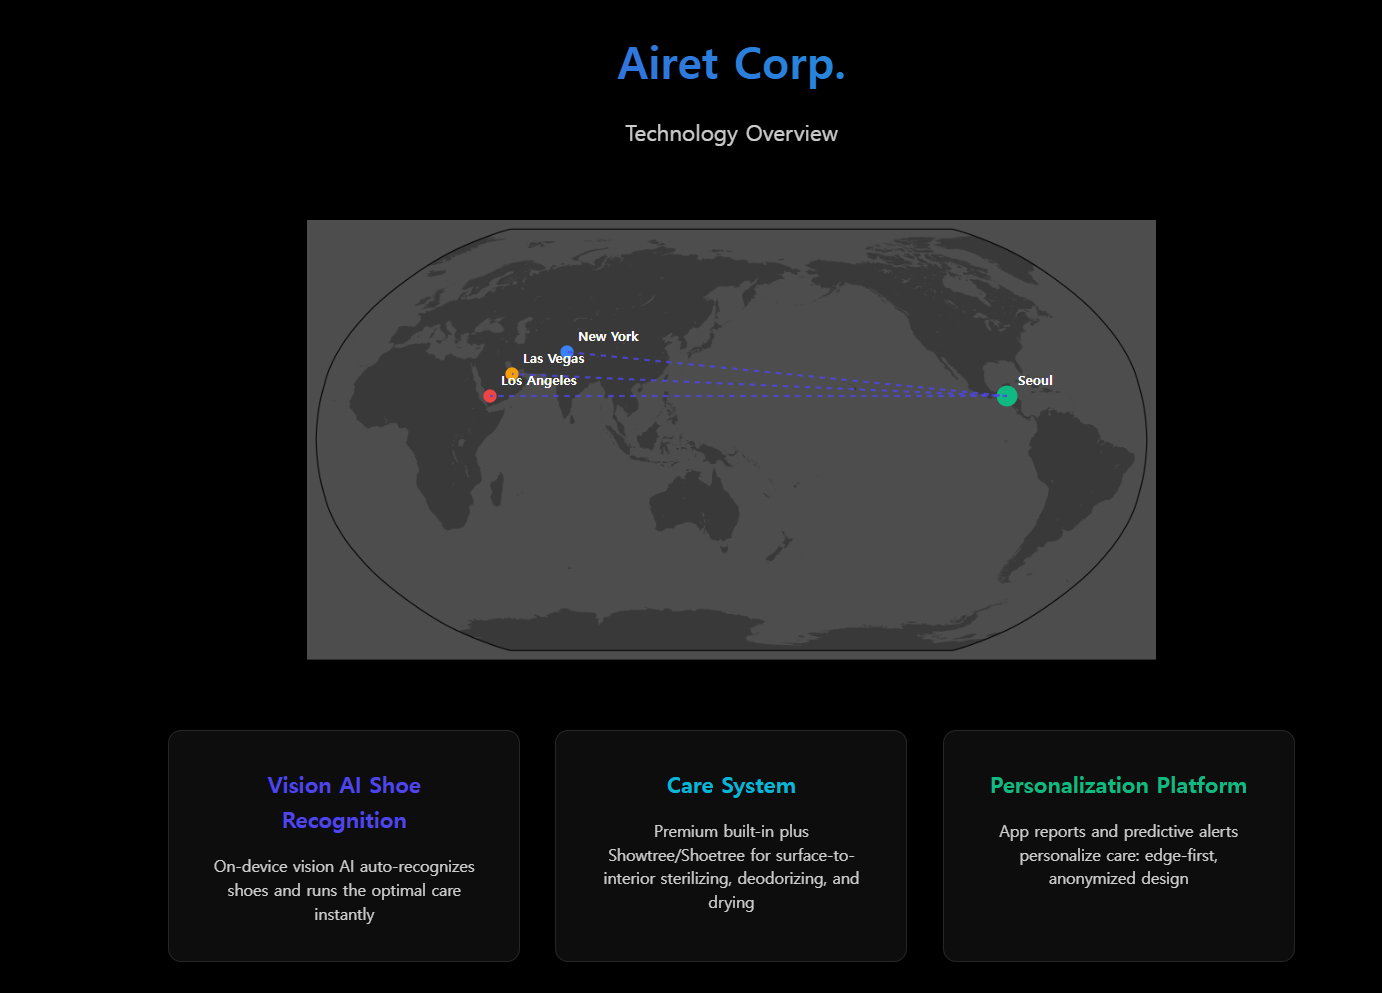 Airet Corp.
Technology Overview
New York
Las Vegas
Los Angeles
Seoul
Vision AI Shoe
Recognition
On-device vision AI auto-recognizes
shoes and runs the optimal care
instantly
Care System
Premium built-in plus
Showtree/Shoetree for surface-to-
interior sterilizing, deodorizing, and
drying
Personalization Platform
App reports and predictive alerts
personalize care: edge-first,
anonymized design